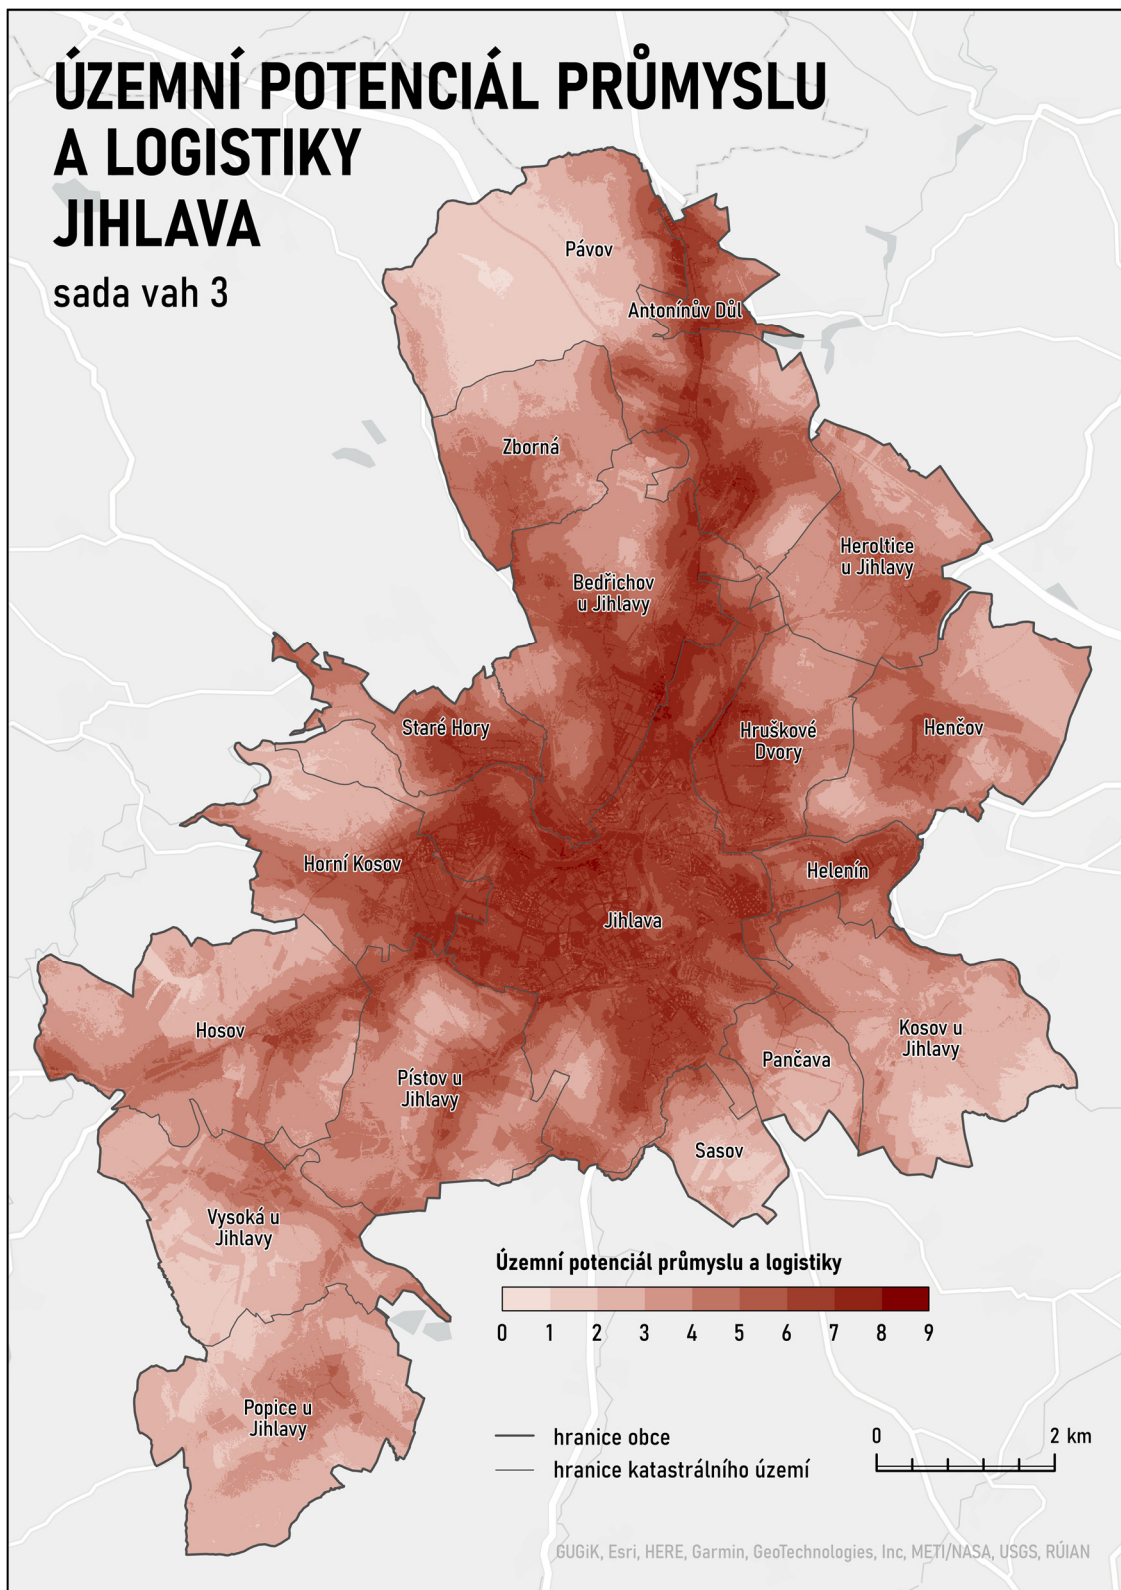 ÚZEMNÍ POTENCIÁL PRŮMYSLU
A LOGISTIKY
JIHLAVA
sada vah 3
Pávov
Antonínův Důl
Zborná
Heroltice
u Jihlavy
Bedřichov
u Jihlavy
Staré Hory
Hruškové
Dvory
Henčov
Horní Kosov
Helenín
Jihlava
Hosov
Kosov u
Jihlavy
Pančava
Pístov u
Jihlavy
Sasov
Vysoká u
Jihlavy
Popice u
Jihlavy
Územní potenciál průmyslu a logistiky
0 1 2 3 4 5 6 7 8 9
hranice obce
hranice katastrálního území
0 2 km
GUGiK, Esri, HERE, Garmin, GeoTechnologies, Inc, METI/NASA, USGS, RÚIAN